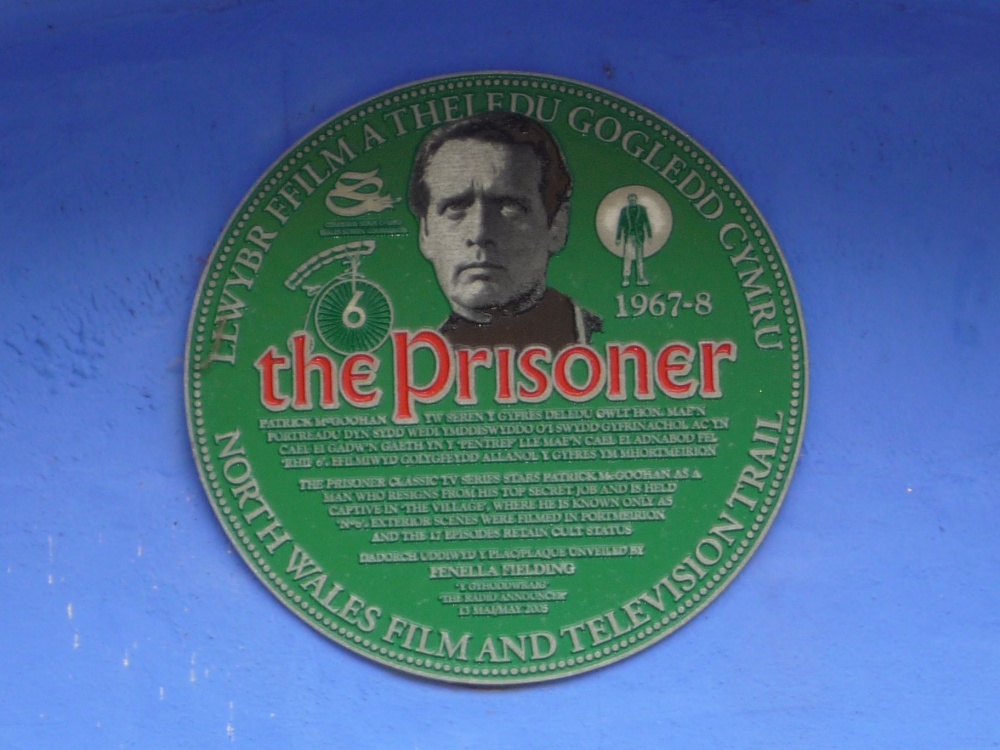 LLWYBR FFILM A THELEDU GOGLEDD CYMRU
6
1967-8
the Prisoner
PATRICK McGOOHAN YW SEREN Y GYFRES DELEDU GWLT HON. MAE'N
PORTREADU DYN SYDD WEDI YMDDISWYDDO O'I SWYDD GYFRINACHOL AC YN
CAEL EI GADW'N GAETH YN Y 'PENTREF' LLE MAE'N CAEL EI ADNABOD FEL
'RHIF 6'. FFILMIWYD GOLYGFEYDD ALLANOL Y GYFRES YM MHORTMEIRION
THE PRISONER CLASSIC TV SERIES STARS PATRICK McGOOHAN AS A
MAN WHO RESIGNS FROM HIS TOP SECRET JOB AND IS HELD
CAPTIVE IN 'THE VILLAGE', WHERE HE IS KNOWN ONLY AS
'No6'. EXTERIOR SCENES WERE FILMED IN PORTMEIRION
AND THE 17 EPISODES RETAIN CULT STATUS
DADORCHUDDIWYD Y PLAC/PLAQUE UNVEILED BY
FENELLA FIELDING
'THE RADIO ANNOUNCER'
13 MAI/MAY 2005
NORTH WALES FILM AND TELEVISION TRAIL